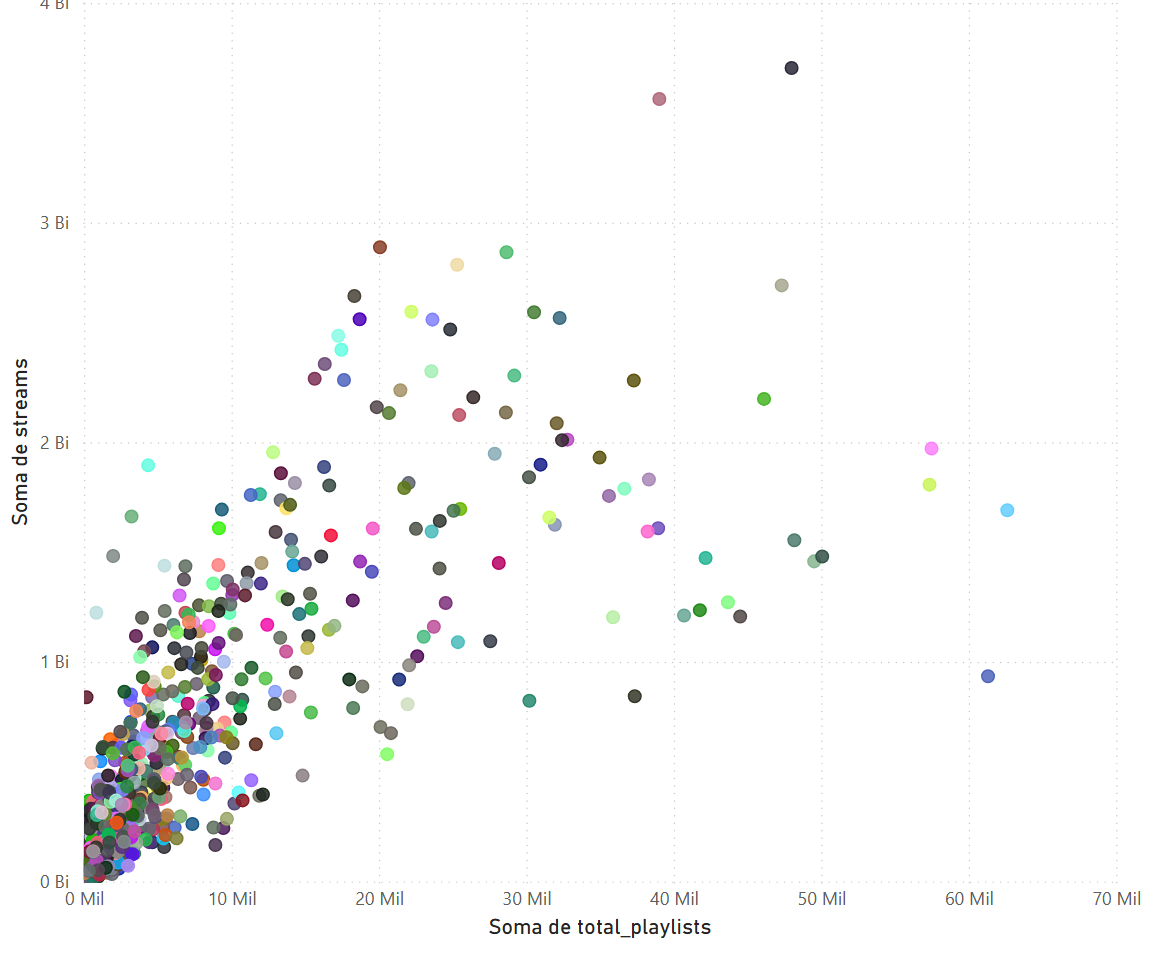 4 Bi
3 Bi
2 Bi
1 Bi
0 Bi
Soma de streams
0 Mil 10 Mil 20 Mil 30 Mil 40 Mil 50 Mil 60 Mil 70 Mil
Soma de total_playlists